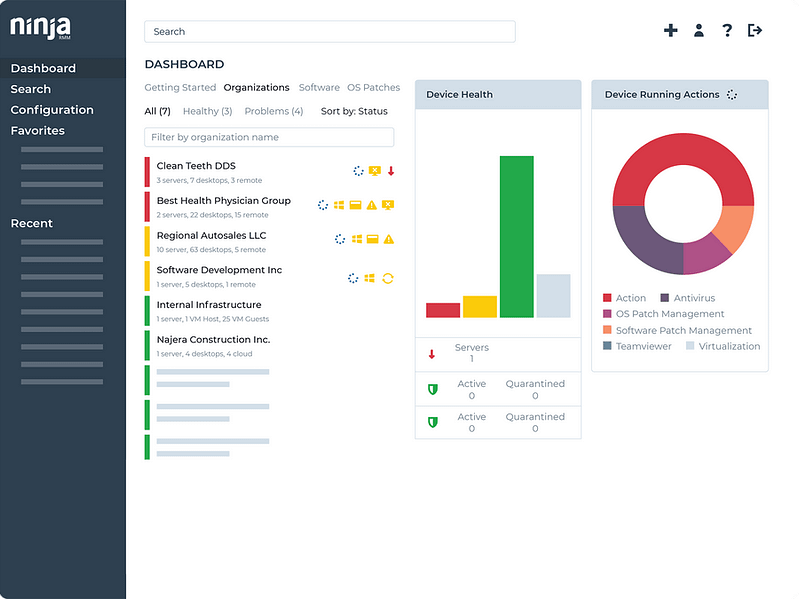 ninja
RMM
Dashboard
Search
Configuration
Favorites
Recent
Search
DASHBOARD
Getting Started Organizations Software OS Patches
All (7) Healthy (3) Problems (4) Sort by: Status
Filter by organization name
Clean Teeth DDS
3 servers, 7 desktops, 3 remote
Best Health Physician Group
2 servers, 22 desktops, 15 remote
Regional Autosales LLC
10 server, 63 desktops, 5 remote
Software Development Inc
1 server, 5 desktops, 1 remote
Internal Infrastructure
1 server, 1 VM Host, 25 VM Guests
Najera Construction Inc.
1 server, 4 desktops, 4 cloud
Device Health
Servers
1
Active Quarantined
0 0
Active Quarantined
0 0
Device Running Actions
Action Antivirus
OS Patch Management
Software Patch Management
Teamviewer Virtualization